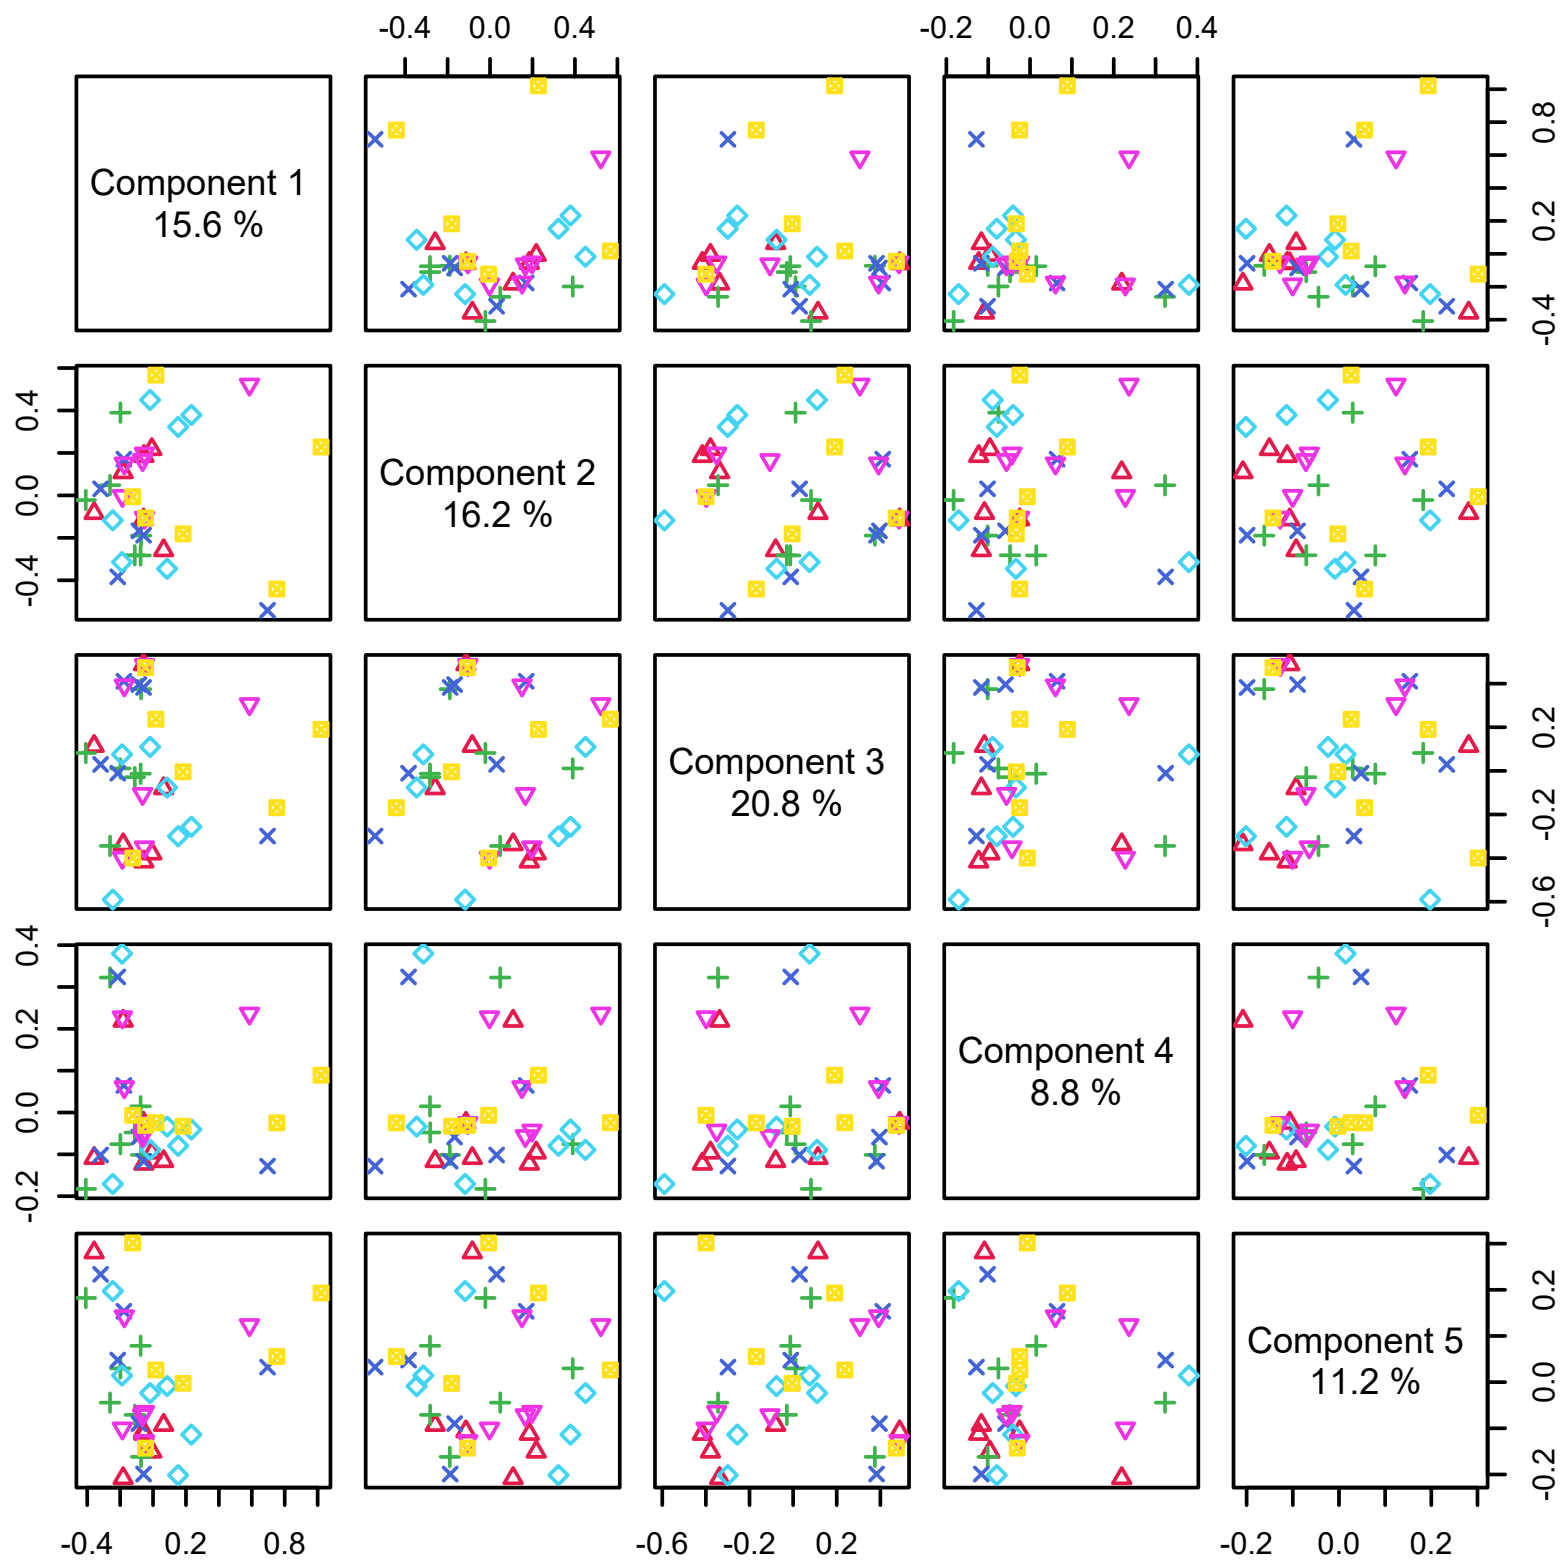 -0.4 0.0 0.4 -0.2 0.0 0.2 0.4
Component 1
15.6 %
-0.4 0.2 0.8
-0.4 0.0 0.4
Component 2
16.2 %
Component 3
20.8 %
-0.6 -0.2 0.2
-0.2 0.0 0.2 0.4
Component 4
8.8 %
Component 5
11.2 %
-0.2 0.0 0.2
-0.4 0.2 0.8 -0.6 -0.2 0.2 -0.2 0.0 0.2